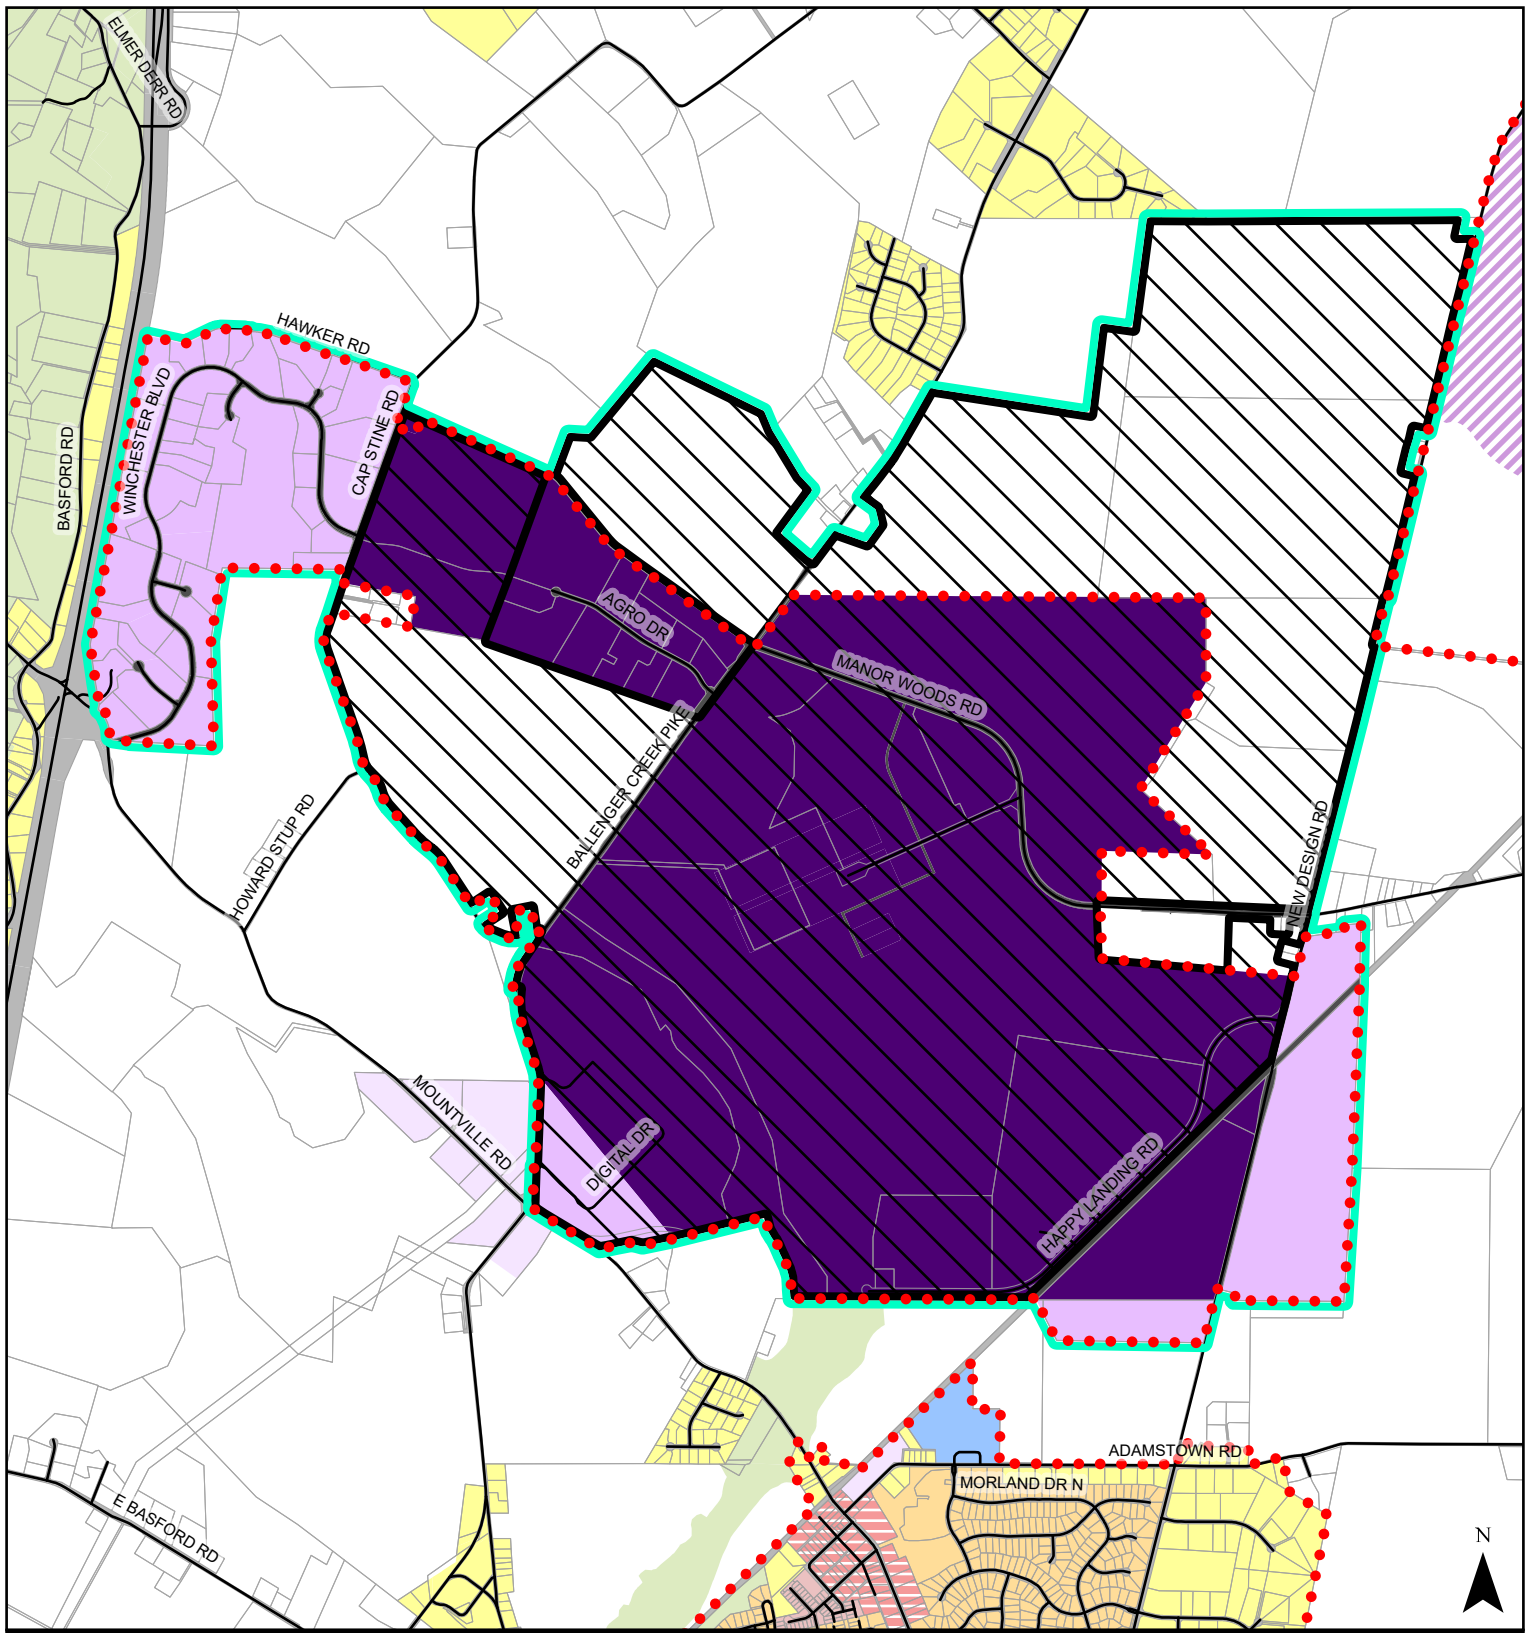 ELMER DERR RD
HAWKER RD
WINCHESTER BLVD
CAP STINE RD
BASFORD RD
AGRO DR
MANOR WOODS RD
BALLENGER CREEK PIKE
HOWARD STUP RD
NEW DESIGN RD
MOUNTVILLE RD
DIGITAL DR
HAPPY LANDING RD
ADAMSTOWN RD
MORLAND DR N
E BASFORD RD
N